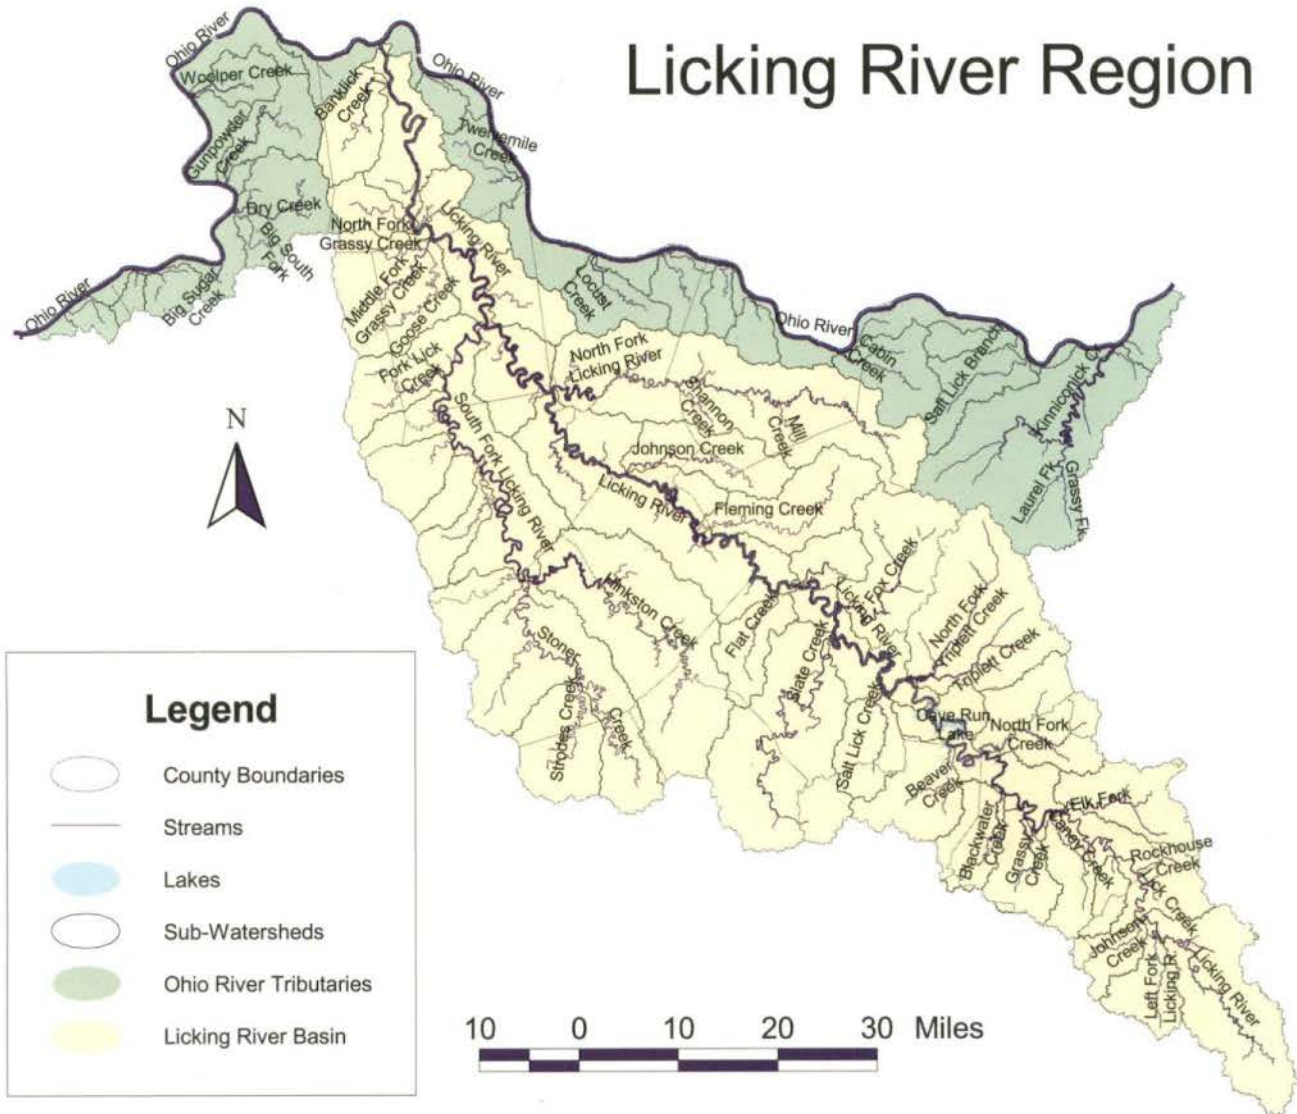 Licking River Region
Ohio River
Woolper Creek
Banklick
Creek
Ohio River
Gunpowder
Creek
Twelvemile
Creek
Dry Creek
Big South
Fork
North Fork
Grassy Creek
Licking River
Middle Fork
Grassy Creek
Goose Creek
Ohio River
Big Sugar
Creek
Locust
Creek
Ohio River
Cabin
Creek
Salt Lick Branch
Kinniconick Cr.
Laurel Fk.
Grassy Fk.
Fork Lick
Creek
North Fork
Licking River
Shannon
Creek
Mill
Creek
South Fork Licking River
Johnson Creek
Licking River
Fleming Creek
N
Hinkston Creek
Flat Creek
Licking River
Fox Creek
North Fork
Triplett Creek
Triplett Creek
Stoner
Creek
Strodes Creek
Slate Creek
Salt Lick Creek
Cave Run
Lake
North Fork
Creek
Beaver
Creek
Blackwater
Creek
Grassy
Creek
Elk Fork
Caney Creek
Rockhouse
Creek
Lick Creek
Johnson
Creek
Left Fork
Licking R.
Licking River
Legend
County Boundaries
Streams
Lakes
Sub-Watersheds
Ohio River Tributaries
Licking River Basin
10 0 10 20 30 Miles